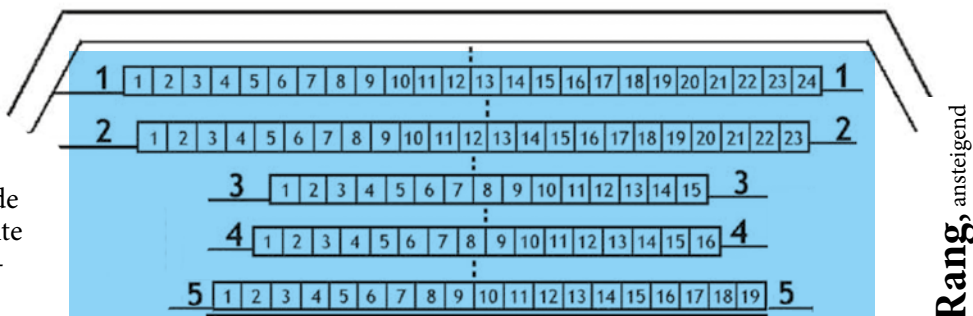 1 1 2 3 4 5 6 7 8 9 10 11 12 13 14 15 16 17 18 19 20 21 22 23 24 1
2 1 2 3 4 5 6 7 8 9 10 11 12 13 14 15 16 17 18 19 20 21 22 23 2
3 1 2 3 4 5 6 7 8 9 10 11 12 13 14 15 3
4 1 2 3 4 5 6 7 8 9 10 11 12 13 14 15 16 4
5 1 2 3 4 5 6 7 8 9 10 11 12 13 14 15 16 17 18 19 5
Rang, ansteigend